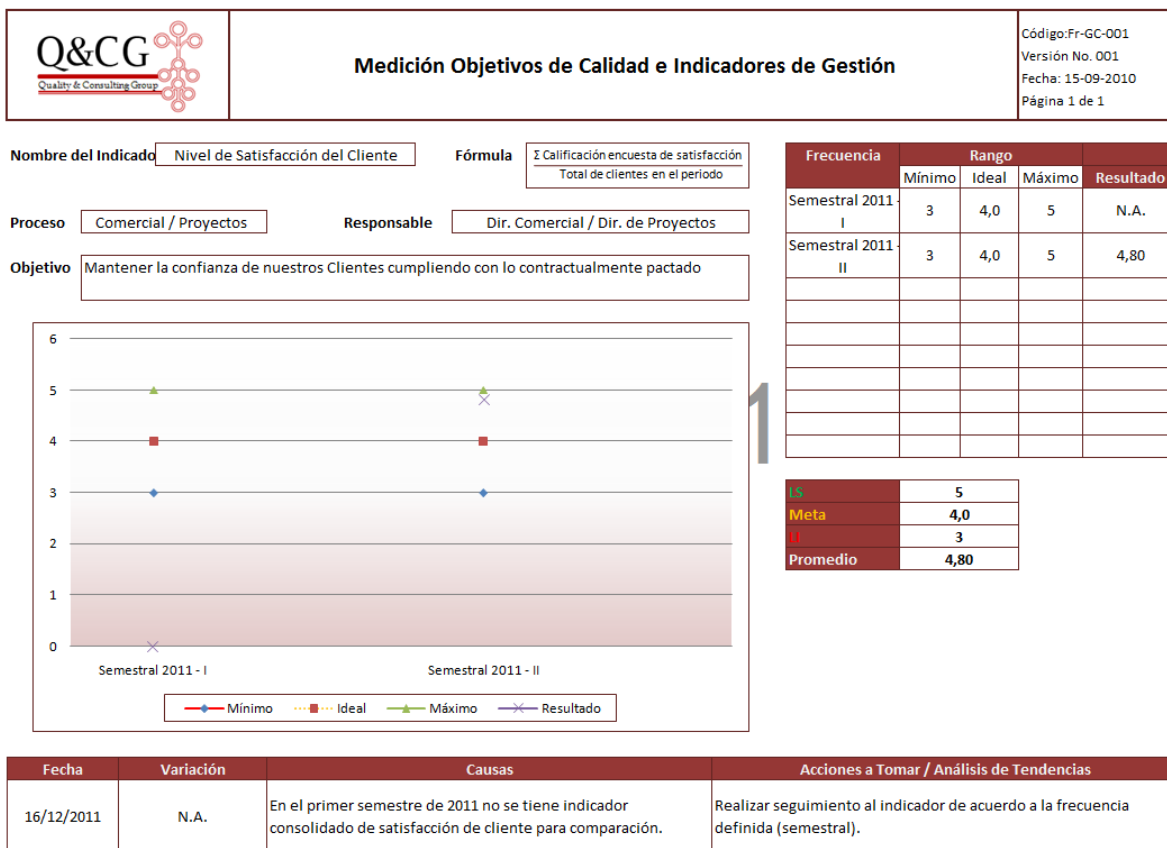 Q&CG
Quality & Consulting Group
Medición Objetivos de Calidad e Indicadores de Gestión
Código:Fr-GC-001
Versión No. 001
Fecha: 15-09-2010
Página 1 de 1
Nombre del Indicado
Nivel de Satisfacción del Cliente
Fórmula
Σ Calificación encuesta de satisfacción
Total de clientes en el periodo
Proceso
Comercial / Proyectos
Responsable
Dir. Comercial / Dir. de Proyectos
Objetivo
Mantener la confianza de nuestros Clientes cumpliendo con lo contractualmente pactado
Frecuencia Rango
Mínimo Ideal Máximo Resultado
Semestral 2011 -
I 3 4,0 5 N.A.
Semestral 2011 -
II 3 4,0 5 4,80
6
5
4
3
2
1
0
Semestral 2011 - I Semestral 2011 - II
Mínimo Ideal Máximo Resultado
1
LS 5
Meta 4,0
LI 3
Promedio 4,80
Fecha Variación Causas Acciones a Tomar / Análisis de Tendencias
16/12/2011 N.A.
En el primer semestre de 2011 no se tiene indicador
consolidado de satisfacción de cliente para comparación.
Realizar seguimiento al indicador de acuerdo a la frecuencia
definida (semestral).